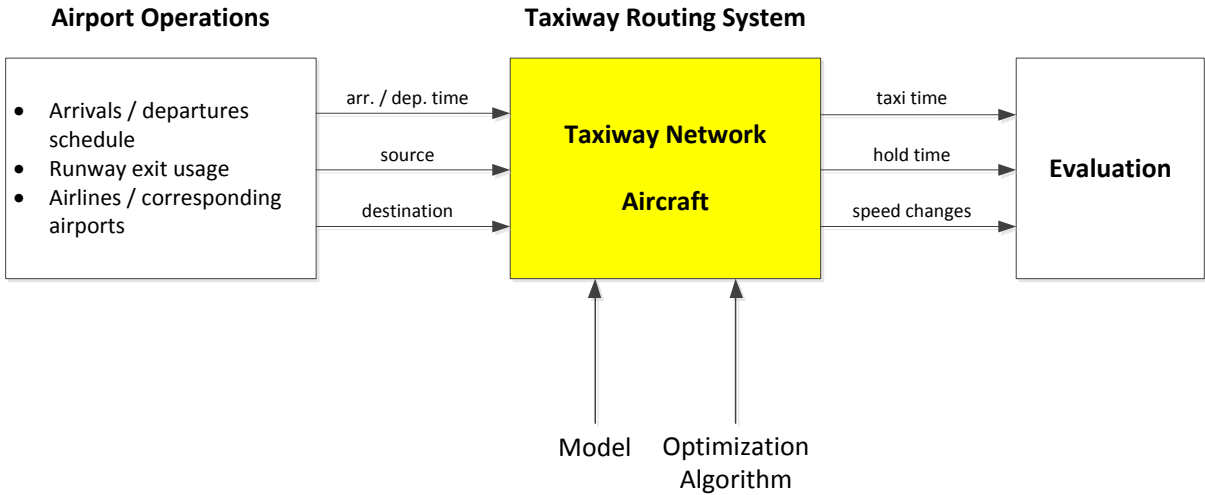 Airport Operations
Taxiway Routing System
• Arrivals / departures
schedule
• Runway exit usage
• Airlines / corresponding
airports
arr. / dep. time
source
destination
Taxiway Network
Aircraft
taxi time
hold time
speed changes
Evaluation
Model
Optimization
Algorithm